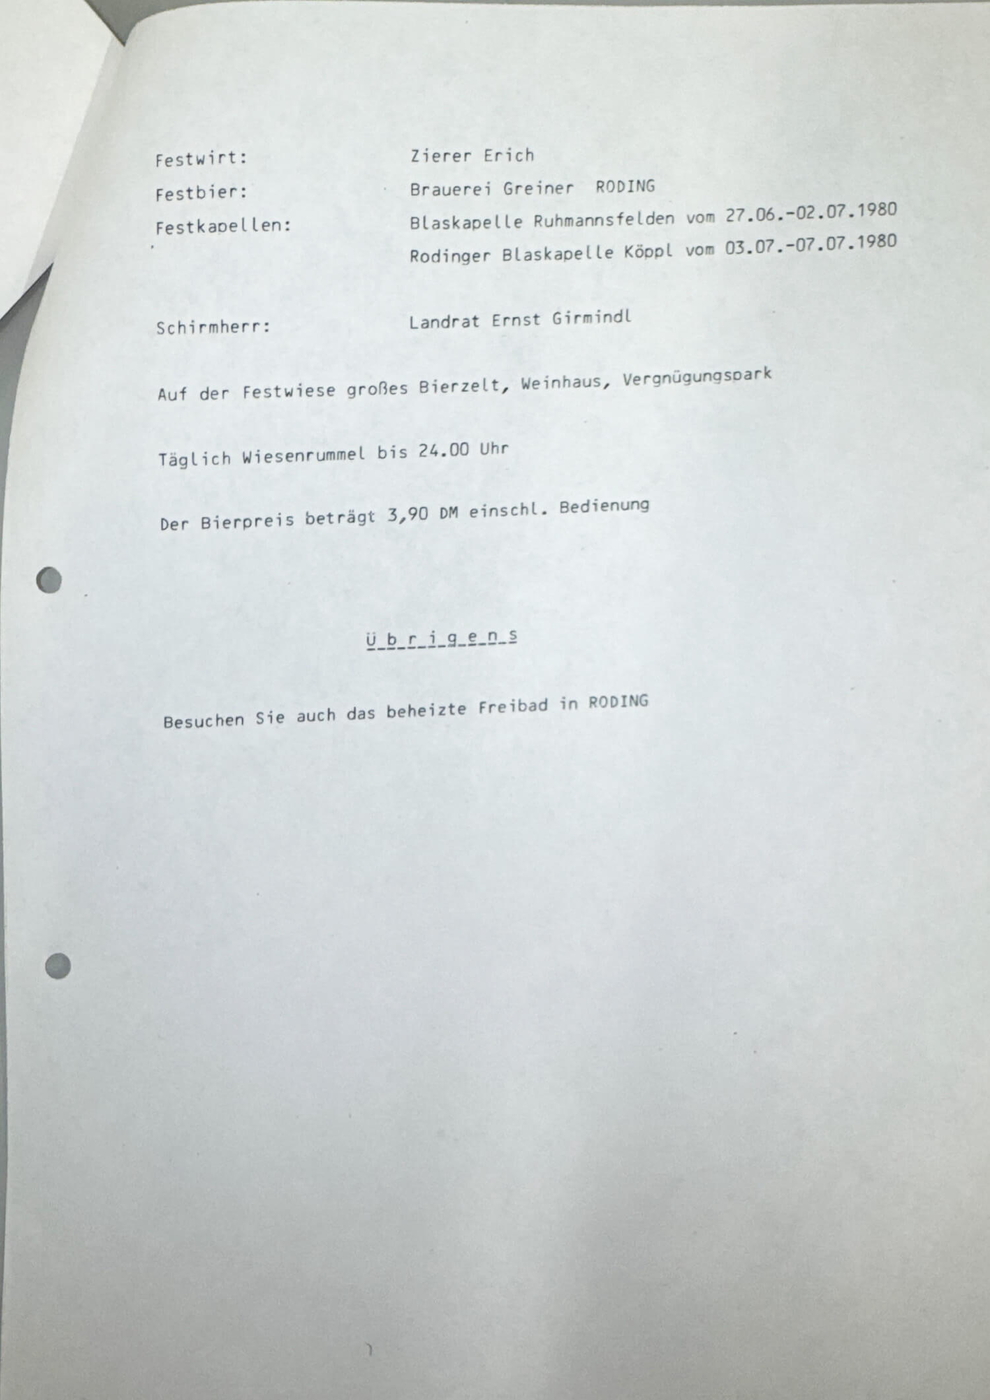 Festwirt: Zierer Erich
Festbier: Brauerei Greiner RODING
Festkapellen: Blaskapelle Ruhmannsfelden vom 27.06.-02.07.1980
Rodinger Blaskapelle Köppl vom 03.07.-07.07.1980
Schirmherr: Landrat Ernst Girmindl
Auf der Festwiese großes Bierzelt, Weinhaus, Vergnügungspark
Täglich Wiesenrummel bis 24.00 Uhr
Der Bierpreis beträgt 3,90 DM einschl. Bedienung
Ü_b_r_i_g_e_n_s
Besuchen Sie auch das beheizte Freibad in RODING